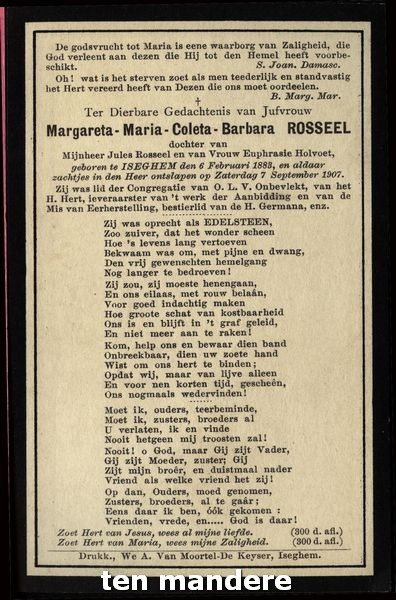 De godsvrucht tot Maria is eene waarborg van Zaligheid, die
God verleent aan dezen die Hij tot den Hemel heeft voorbe-
schikt. S. Joan. Damasc.
Oh! wat is het sterven zoet als men teederlijk en standvastig
het Hert vereerd heeft van Dezen die ons moet oordeelen.
B. Marg. Mar.
†
Ter Dierbare Gedachtenis van Jufvrouw
Margareta-Maria-Coleta-Barbara ROSSEEL
dochter van
Mijnheer Jules Rosseel en van Vrouw Euphrasie Holvoet,
geboren te ISEGHEM den 6 Februari 1883, en aldaar
zachtjes in den Heer ontslapen op Zaterdag 7 September 1907.
Zij was lid der Congregatie van O. L. V. Onbevlekt, van het
H. Hert, ieveraarster van 't werk der Aanbidding en van de
Mis van Eerherstelling, bestierlid van de H. Germana, enz.
Zij was oprecht als EDELSTEEN,
Zoo zuiver, dat het wonder scheen
Hoe 's levens lang vertoeven
Bekwaam was om, met pijne en dwang,
Den vrij gewenschten hemelgang
Nog langer te bedroeven!
Zij zou, zij moeste henengaan,
En ons eilaas, met rouw belaân,
Voor goed indachtig maken
Hoe groote schat van kostbaarheid
Ons is en blijft in 't graf geleid,
En niet meer aan te raken!
Kom, help ons en bewaar dien band
Onbreekbaar, dien uw zoete hand
Wist om ons hert te binden;
Opdat wij, maar van lijve alleen
En voor nen korten tijd, gescheên,
Ons nogmaals wedervinden!
Moet ik, ouders, teerbeminde,
Moet ik, zusters, broeders al
U verlaten, ik en vinde
Nooit hetgeen mij troosten zal!
Nooit! o God, maar Gij zijt Vader,
Gij zijt Moeder, zuster; Gij
Zijt mijn broêr, en duistmaal nader
Vriend als welke vriend het zij!
Op dan, Ouders, moed genomen,
Zusters, broeders, al te gaâr:
Eens daar ik ben, óók gekomen :
Vrienden, vrede, en..... God is daar!
Zoet Hert van Jesus, wees al mijne liefde. (300 d. afl.)
Zoet Hert van Maria, wees mijne Zaligheid. (300 d. afl.)
Drukk., We A. Van Moortel-De Keyser, Iseghem.
ten mandere